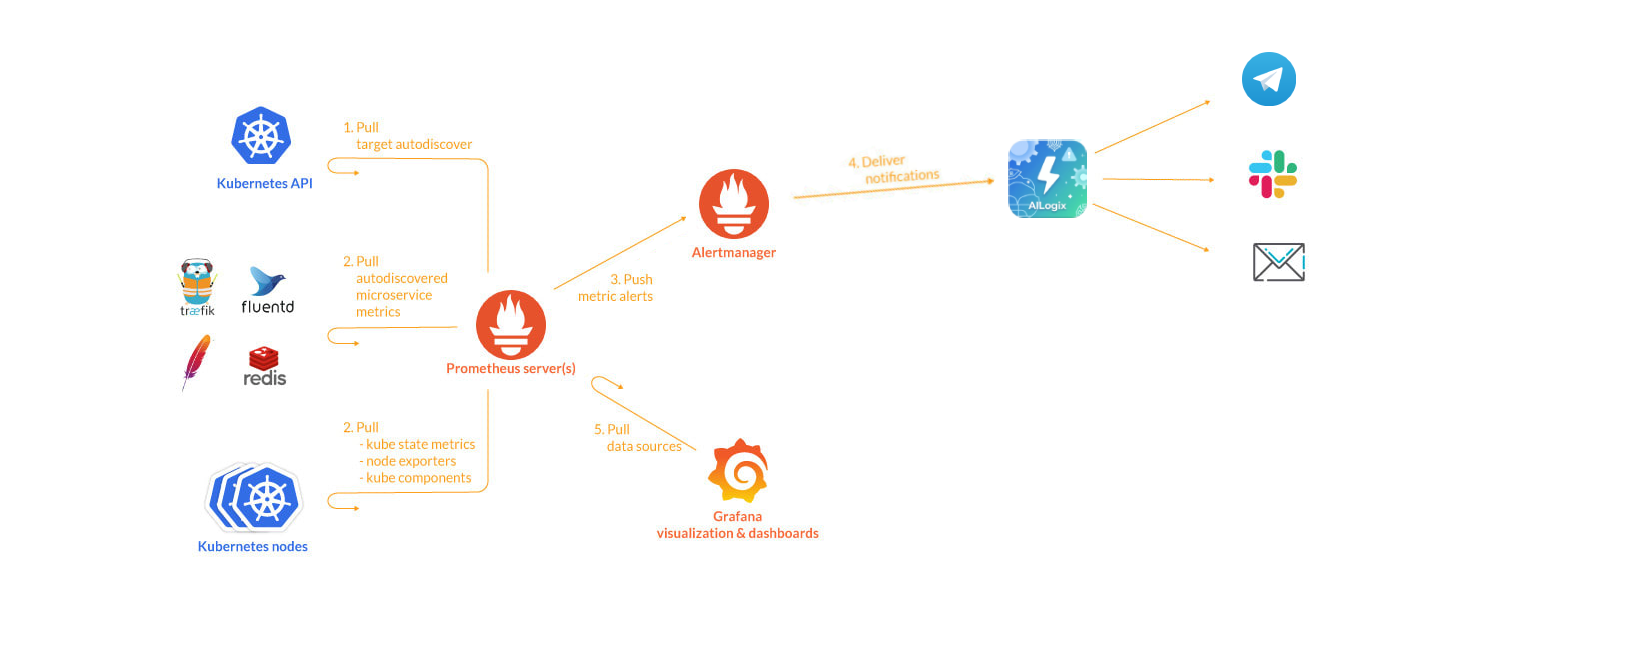 1. Pull
target autodiscover
Kubernetes API
4. Deliver
notifications
AILogix
Alertmanager
2. Pull
autodiscovered
microservice
metrics
træfik
fluentd
redis
3. Push
metric alerts
Prometheus server(s)
2. Pull
- kube state metrics
- node exporters
- kube components
Kubernetes nodes
5. Pull
data sources
Grafana
visualization & dashboards